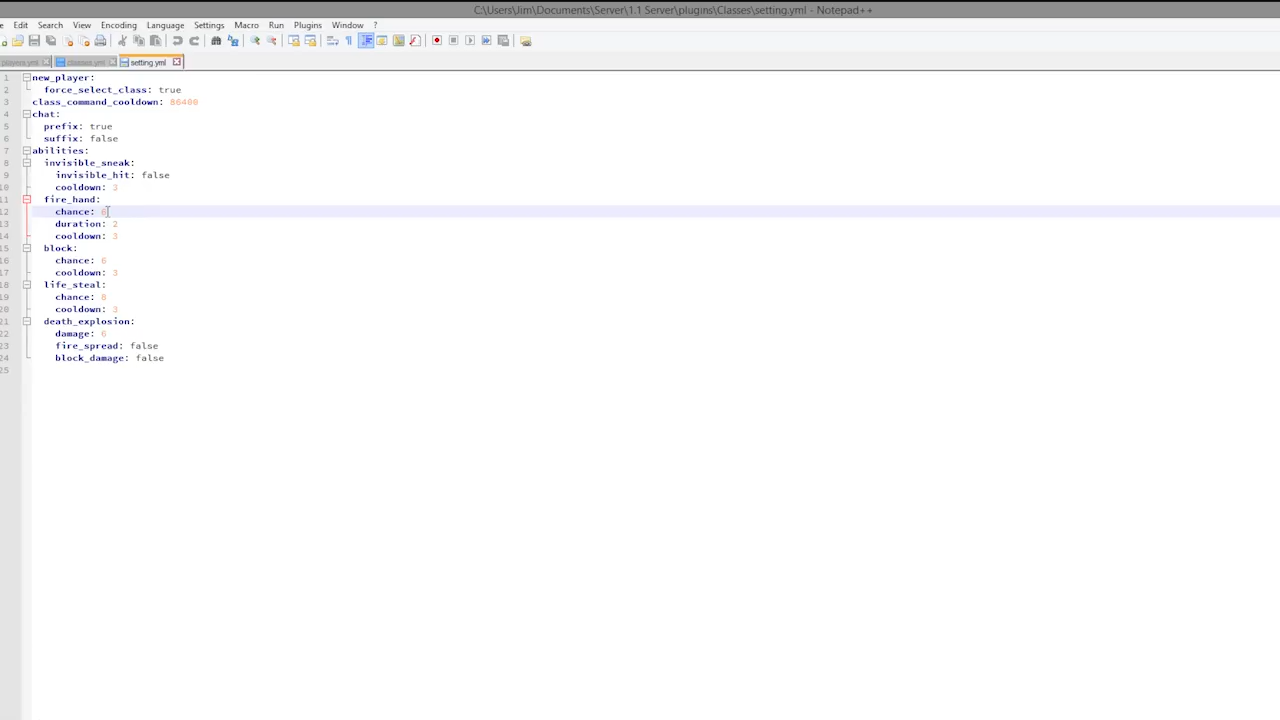 C:\Users\Jim\Documents\Server\1.1 Server\plugins\Classes\setting.yml - Notepad++
Edit Search View Encoding Language Settings Macro Run Plugins Window ?
players.yml classes.yml setting.yml
1 new_player:
2 force_select_class: true
3 class_command_cooldown: 86400
4 chat:
5 prefix: true
6 suffix: false
7 abilities:
8 invisible_sneak:
9 invisible_hit: false
10 cooldown: 3
11 fire_hand:
12 chance:
13 duration: 2
14 cooldown: 3
15 block:
16 chance: 6
17 cooldown: 3
18 life_steal:
19 chance: 8
20 cooldown: 3
21 death_explosion:
22 damage: 6
23 fire_spread: false
24 block_damage: false
25